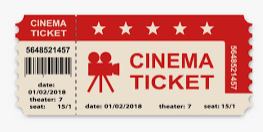 CINEMA
TICKET
5648521457
date:
01/02/2018
theater: 7
seat: 15/1
CINEMA
TICKET
date: 01/02/2018 theater: 7 seat: 15/1
5648521457